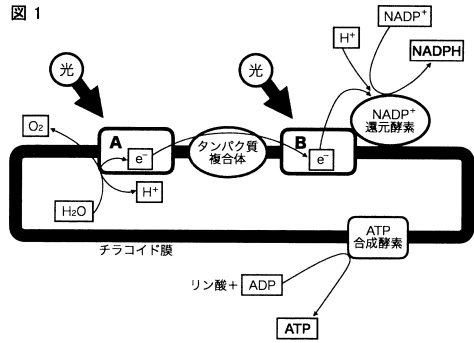 図 1
光
光
H⁺
NADP⁺
NADPH
O₂
A
e⁻
タンパク質
複合体
B
e⁻
NADP⁺
還元酵素
H⁺
H₂O
チラコイド膜
ATP
合成酵素
リン酸＋ ADP
ATP